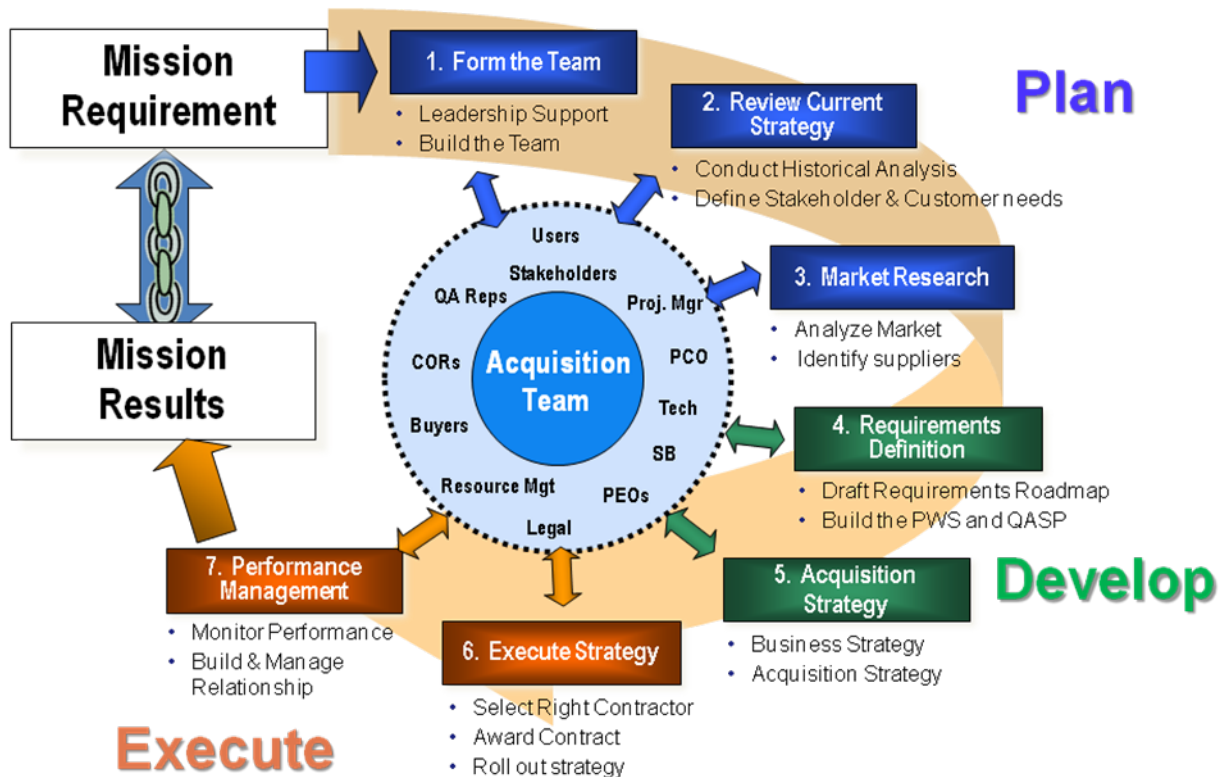 Mission
Requirement
1. Form the Team
• Leadership Support
• Build the Team
Plan
2. Review Current
Strategy
• Conduct Historical Analysis
• Define Stakeholder & Customer needs
3. Market Research
• Analyze Market
• Identify suppliers
Mission
Results
Users
Stakeholders
QA Reps
Proj. Mgr
CORs
PCO
Acquisition
Team
Tech
Buyers
SB
Resource Mgt
PEOs
Legal
4. Requirements
Definition
• Draft Requirements Roadmap
• Build the PWS and QASP
Develop
5. Acquisition
Strategy
• Business Strategy
• Acquisition Strategy
6. Execute Strategy
• Select Right Contractor
• Award Contract
• Roll out strategy
7. Performance
Management
• Monitor Performance
• Build & Manage
Relationship
Execute